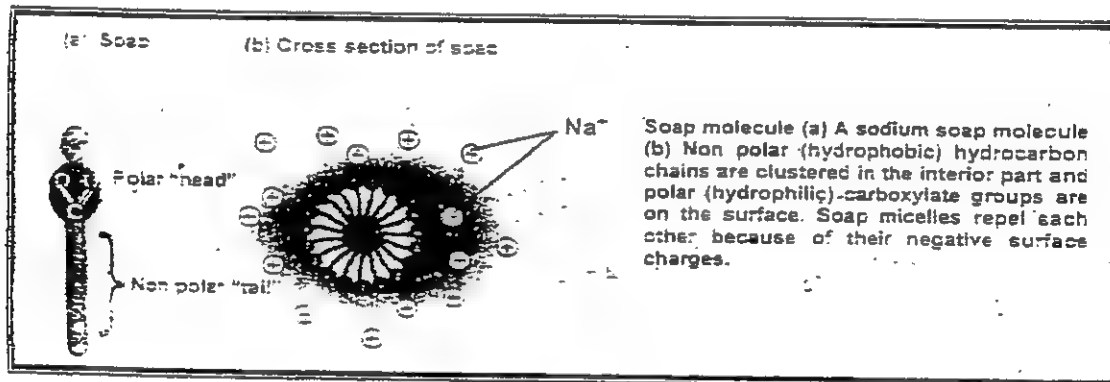 (a) Soap
(b) Cross section of soap
Na⁺
Polar "head"
Non polar "tail"
Soap molecule (a) A sodium soap molecule
(b) Non polar (hydrophobic) hydrocarbon
chains are clustered in the interior part and
polar (hydrophilic) carboxylate groups are
on the surface. Soap micelles repel each
other because of their negative surface
charges.